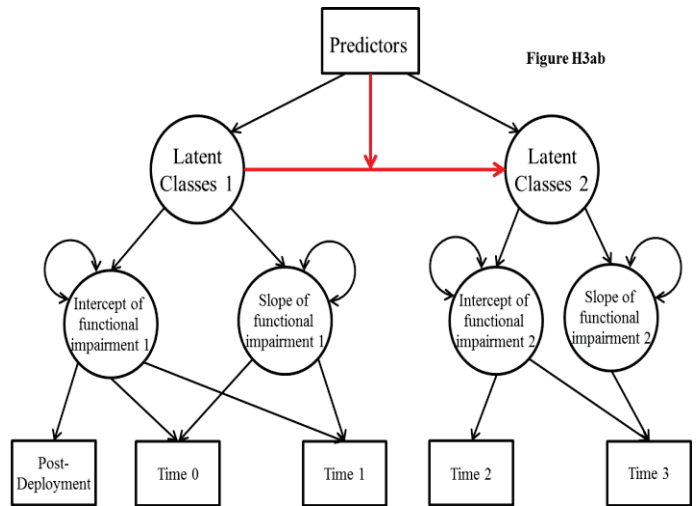 Predictors
Figure H3ab
Latent
Classes 1
Latent
Classes 2
Intercept of
functional
impairment 1
Slope of
functional
impairment 1
Intercept of
functional
impairment 2
Slope of
functional
impairment 2
Post-
Deployment
Time 0
Time 1
Time 2
Time 3